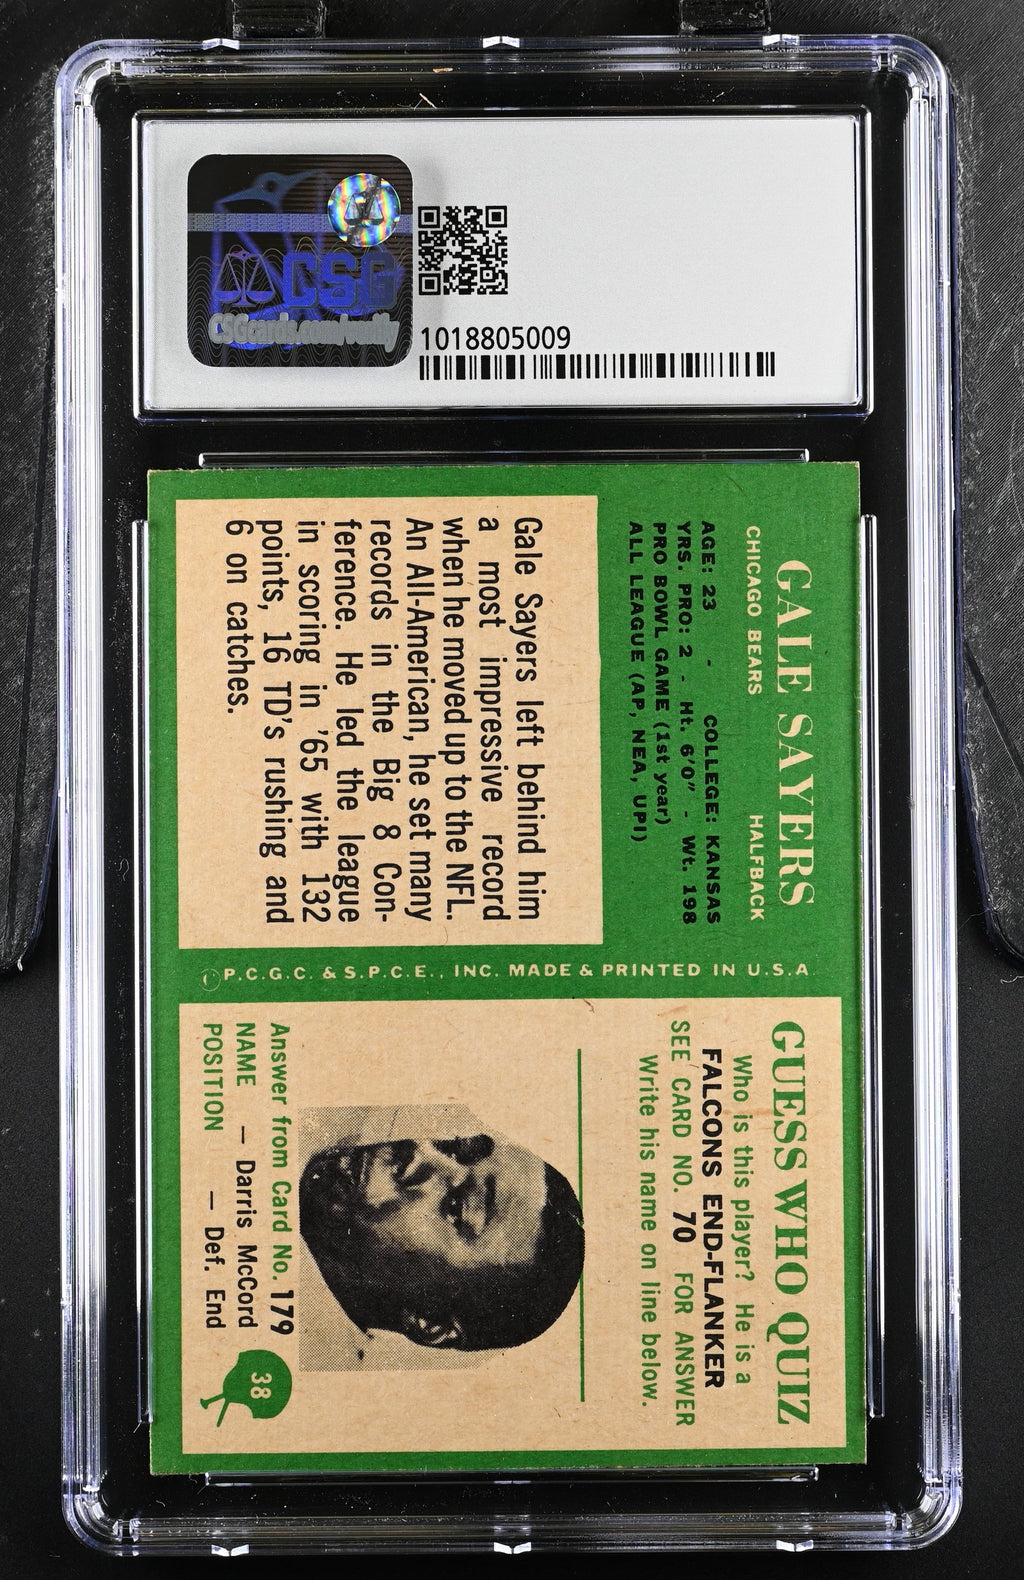 CSG
CSGcards.com/verify
1018805009
GALE SAYERS
CHICAGO BEARS HALFBACK
AGE: 23 - COLLEGE: KANSAS
YRS. PRO: 2 - Ht. 6'0" - Wt. 198
PRO BOWL GAME (1st year)
ALL LEAGUE (AP, NEA, UPI)
Gale Sayers left behind him
a most impressive record
when he moved up to the NFL.
An All-American, he set many
records in the Big 8 Con-
ference. He led the league
in scoring in '65 with 132
points, 16 TD's rushing and
6 on catches.
P.C.G.C. & S.P.C.E., INC. MADE & PRINTED IN U.S.A.
GUESS WHO QUIZ
Who is this player? He is a
FALCONS END-FLANKER
SEE CARD NO. 70 FOR ANSWER
Write his name on line below.
Answer from Card No. 179
NAME — Darris McCord
POSITION — Def. End
38